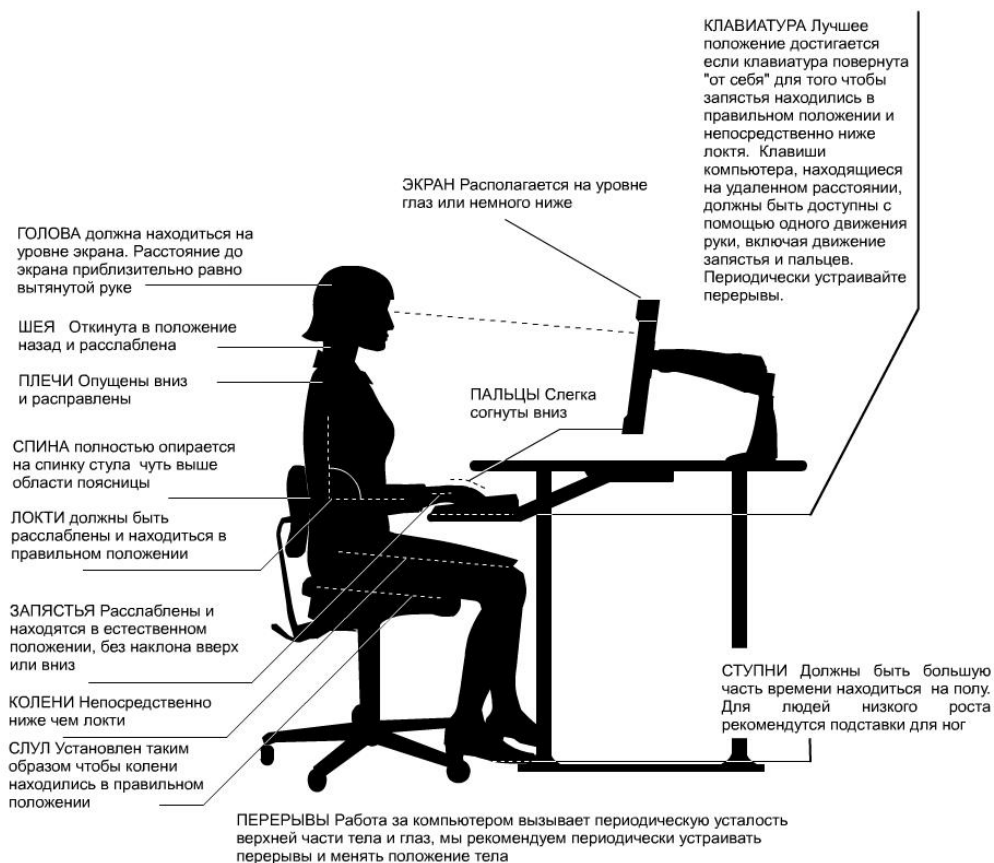 КЛАВИАТУРА Лучшее
положение достигается
если клавиатура повернута
"от себя" для того чтобы
запястья находились в
правильном положении и
непосредственно ниже
локтя. Клавиши
компьютера, находящиеся
на удаленном расстоянии,
должны быть доступны с
помощью одного движения
руки, включая движение
запястья и пальцев.
Периодически устраивайте
перерывы.
ЭКРАН Располагается на уровне
глаз или немного ниже
ГОЛОВА должна находиться на
уровне экрана. Расстояние до
экрана приблизительно равно
вытянутой руке
ШЕЯ Откинута в положение
назад и расслаблена
ПЛЕЧИ Опущены вниз
и расправлены
ПАЛЬЦЫ Слегка
согнуты вниз
СПИНА полностью опирается
на спинку стула чуть выше
области поясницы
ЛОКТИ должны быть
расслаблены и находиться в
правильном положении
ЗАПЯСТЬЯ Расслаблены и
находятся в естественном
положении, без наклона вверх
или вниз
КОЛЕНИ Непосредственно
ниже чем локти
СЛУЛ Установлен таким
образом чтобы колени
находились в правильном
положении
СТУПНИ Должны быть большую
часть времени находиться на полу.
Для людей низкого роста
рекомендутся подставки для ног
ПЕРЕРЫВЫ Работа за компьютером вызывает периодическую усталость
верхней части тела и глаз, мы рекомендуем периодически устраивать
перерывы и менять положение тела